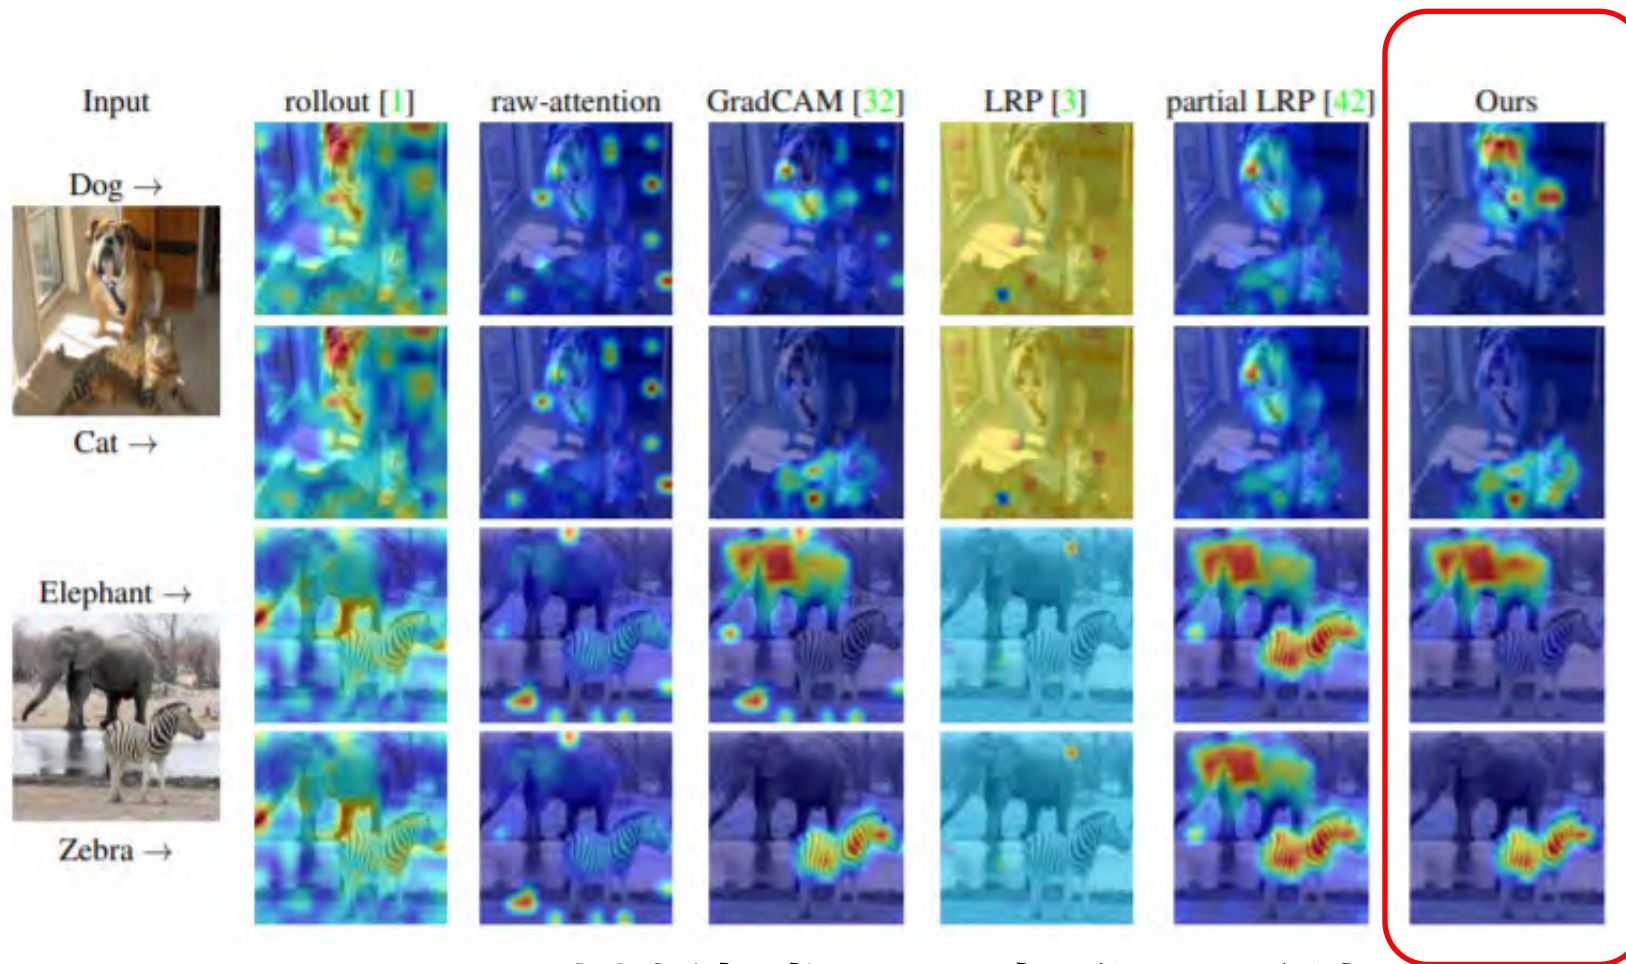 Input rollout [1] raw-attention GradCAM [32] LRP [3] partial LRP [42] Ours
Dog →
Cat →
Elephant →
Zebra →